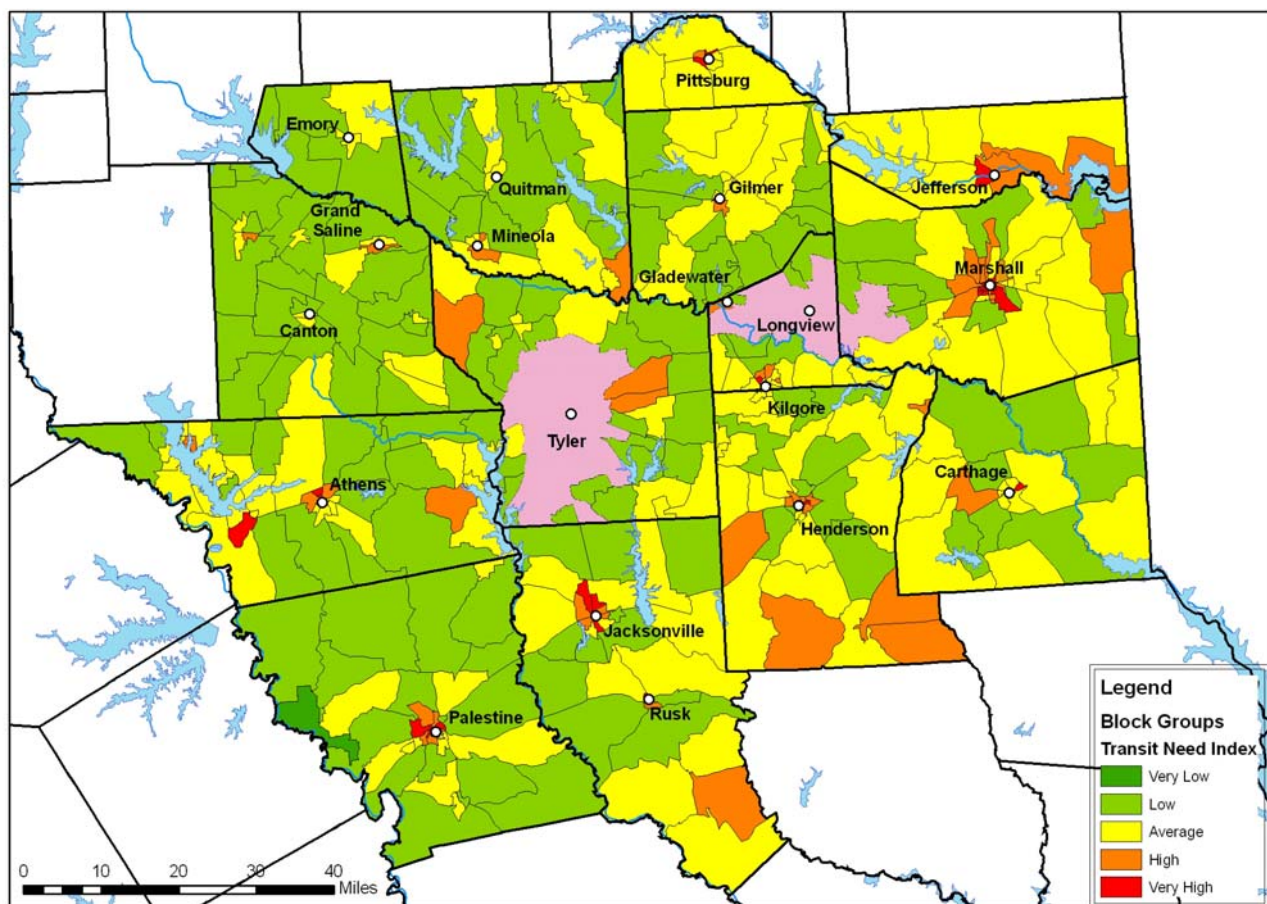 Pittsburg
Emory
Quitman
Gilmer
Jefferson
Grand
Saline
Mineola
Gladewater
Marshall
Canton
Longview
Kilgore
Tyler
Carthage
Athens
Henderson
Jacksonville
Palestine
Rusk
Legend
Block Groups
Transit Need Index
Very Low
Low
Average
High
Very High
0 10 20 30 40
Miles